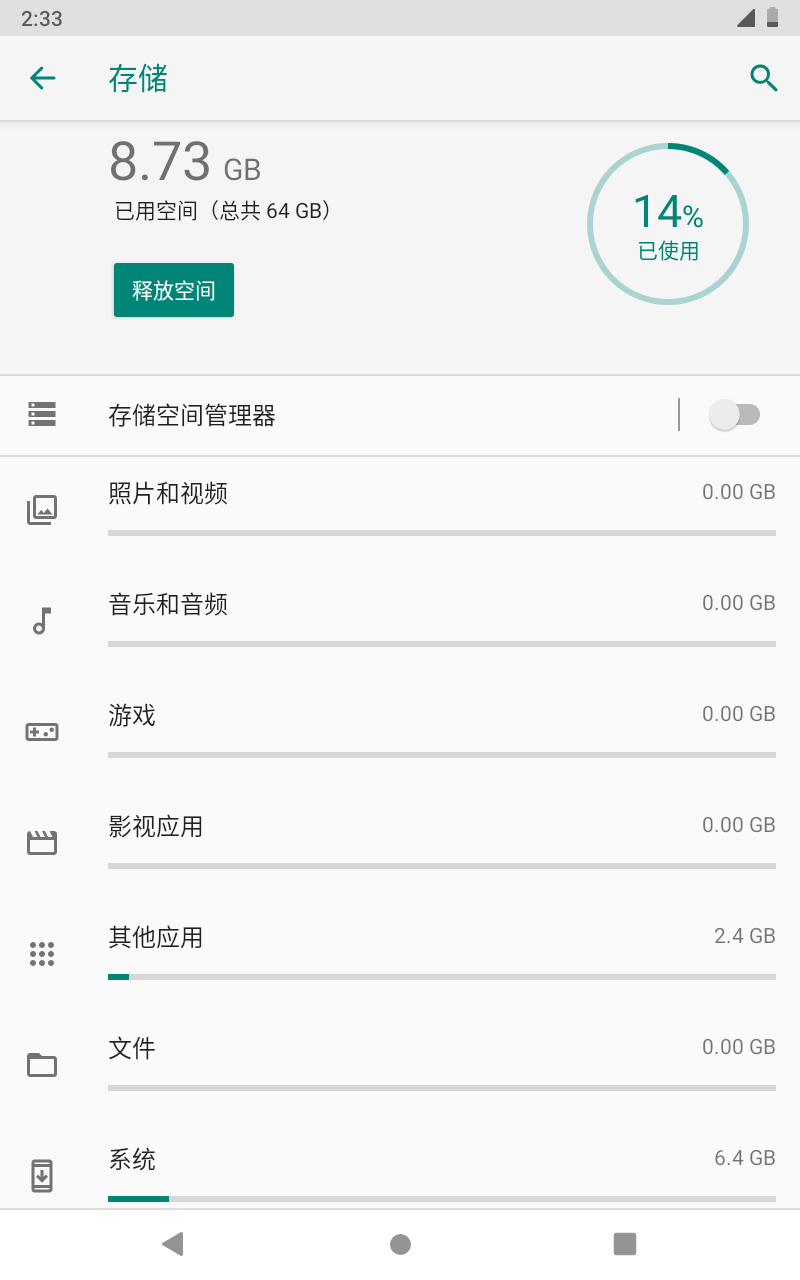 2:33
存储
8.73 GB
已用空间（总共 64 GB）
14%
已使用
释放空间
存储空间管理器
照片和视频 0.00 GB
音乐和音频 0.00 GB
游戏 0.00 GB
影视应用 0.00 GB
其他应用 2.4 GB
文件 0.00 GB
系统 6.4 GB